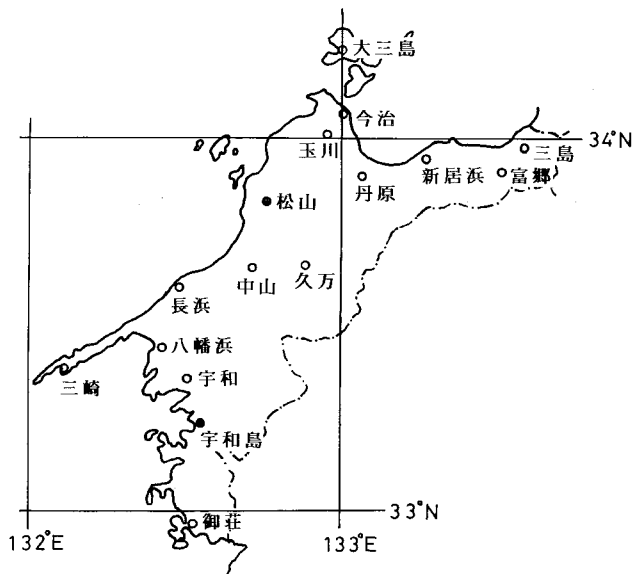 大三島
今治
玉川
34°N
三島
新居浜
富郷
丹原
松山
中山
久万
長浜
八幡浜
三崎
宇和
宇和島
御荘
33°N
132°E
133°E